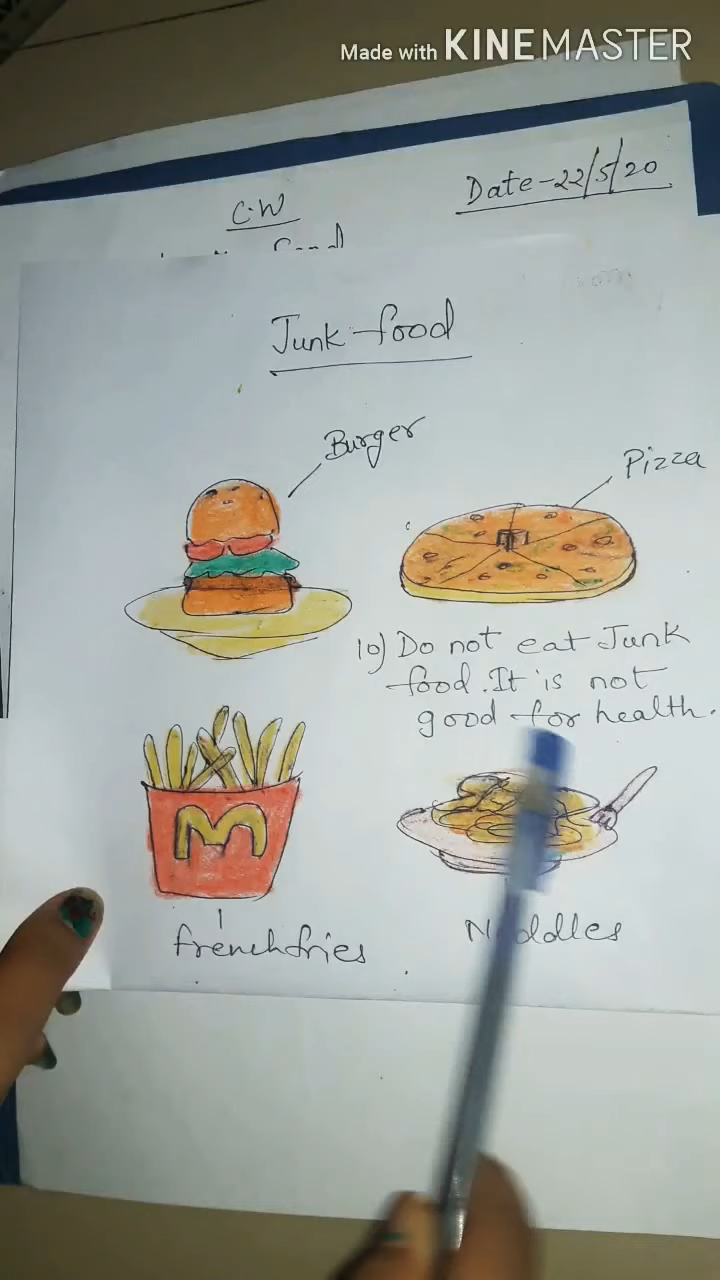 Made with KINEMASTER
C.W
Date-22/5/20
Junk food
Burger
Pizza
10) Do not eat Junk
food. It is not
good for health.
M
frenchfries
Noddles